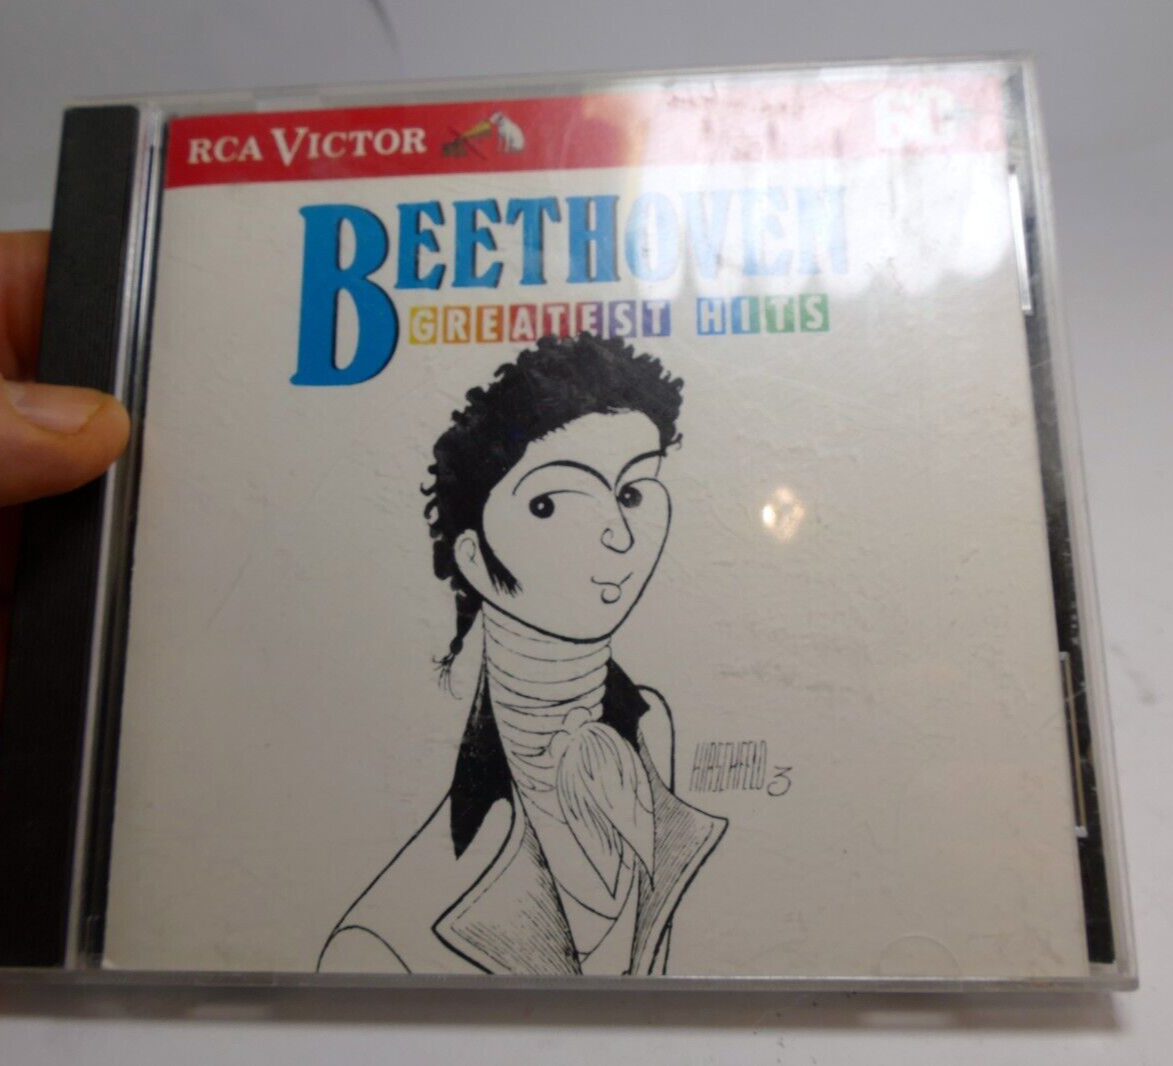 RCA VICTOR
BEETHOVEN
GREATEST HITS
HIRSCHFELD 3